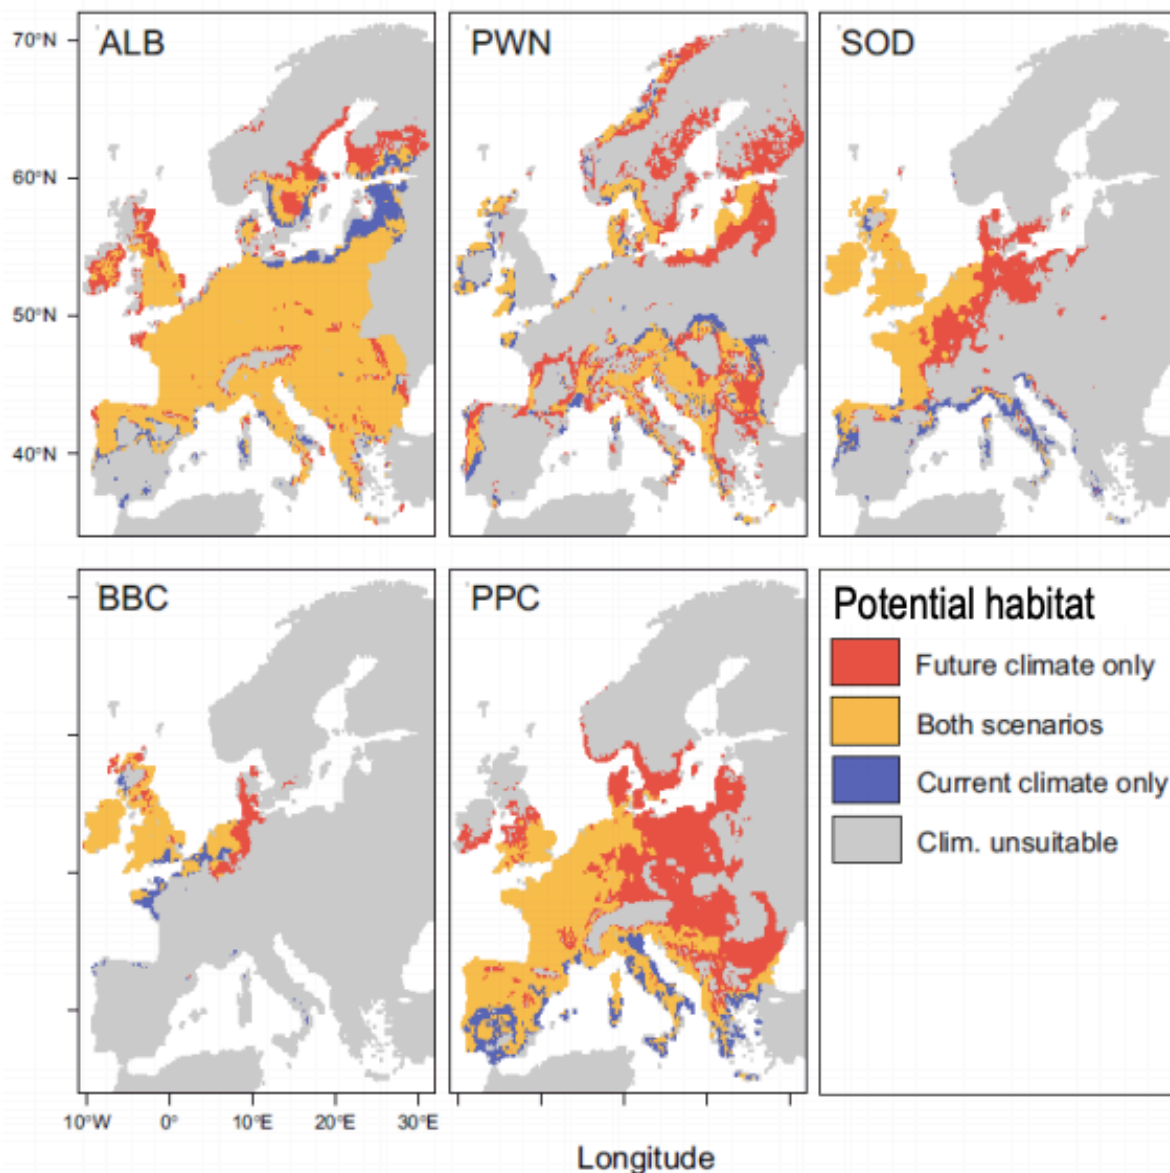 70°N
ALB
PWN
SOD
60°N
50°N
40°N
BBC
PPC
Potential habitat
Future climate only
Both scenarios
Current climate only
Clim. unsuitable
10°W
0°
10°E
20°E
30°E
Longitude